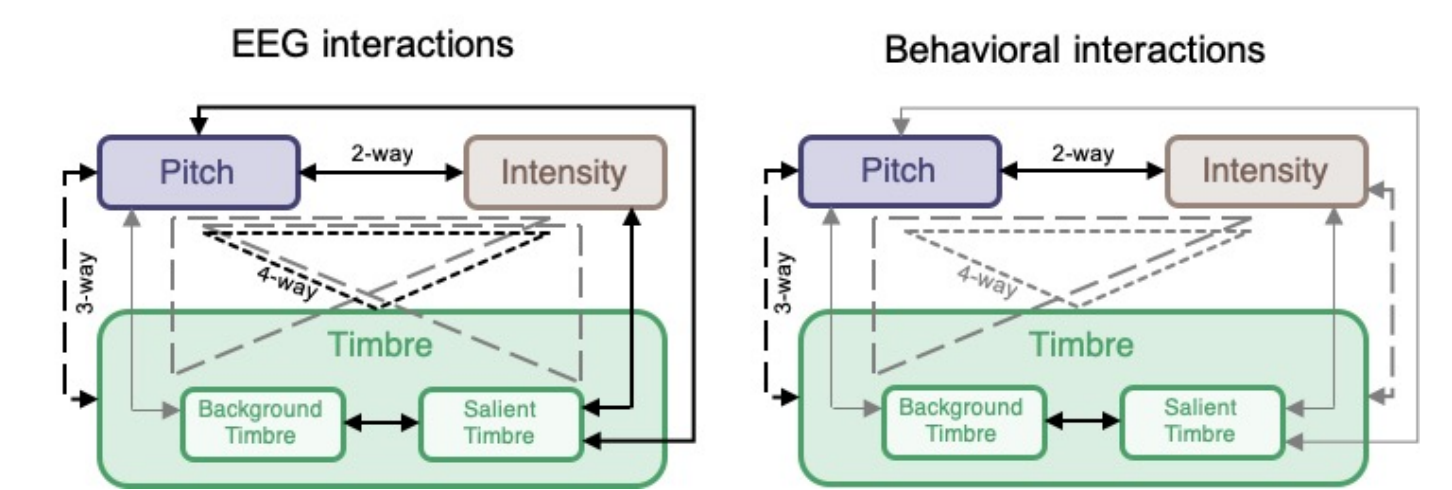 EEG interactions
Pitch
2-way
Intensity
3-way
4-way
Timbre
Background
Timbre
Salient
Timbre
Behavioral interactions
Pitch
2-way
Intensity
3-way
4-way
Timbre
Background
Timbre
Salient
Timbre